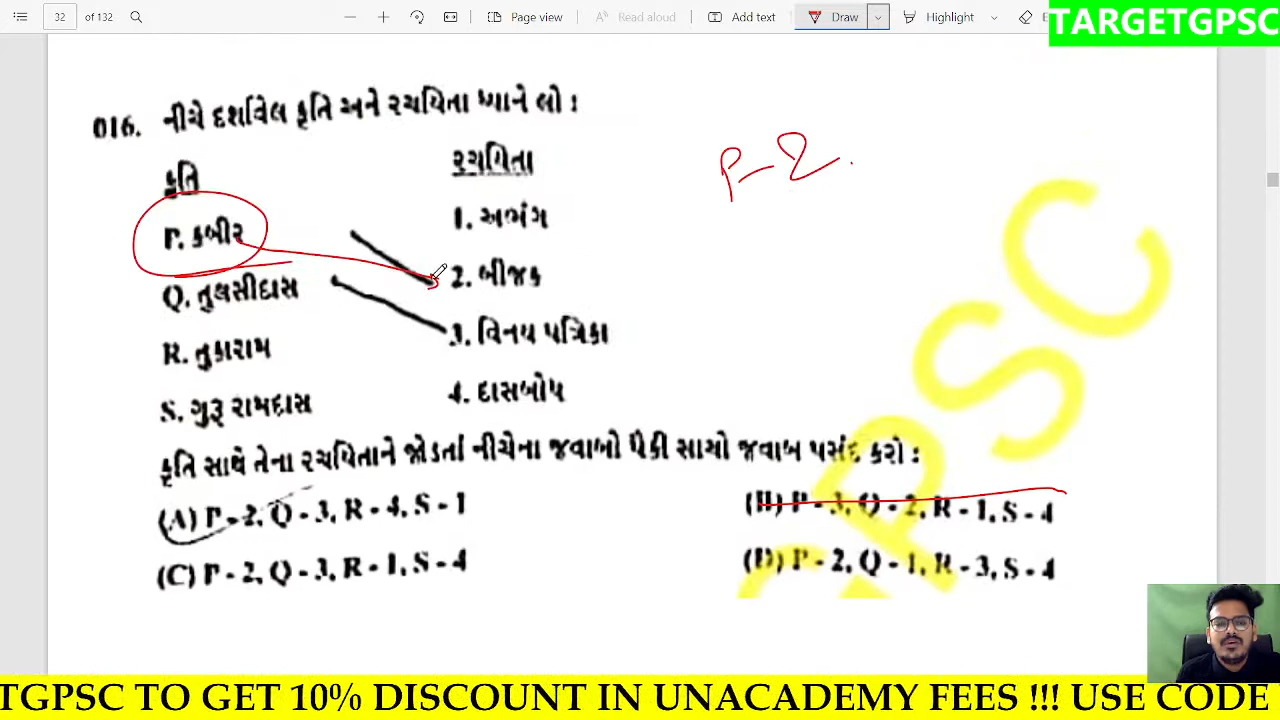 32 of 132 Page view Read aloud Add text Draw Highlight
TARGETGPSC
016. નીચે દર્શાવેલ કૃતિ અને રચયિતા ધ્યાને લો :
કૃતિ રચયિતા
P. કબીર 1. અભંગ
Q. તુલસીદાસ 2. બીજક
R. તુકારામ 3. વિનય પત્રિકા
S. ગુરૂ રામદાસ 4. દાસબોધ
P-2.
કૃતિ સાથે તેના રચયિતાને જોડતાં નીચેના જવાબો પૈકી સાચો જવાબ પસંદ કરો :
(A) P - 2, Q - 3, R - 4, S - 1 (B) P - 3, Q - 2, R - 1, S - 4
(C) P - 2, Q - 3, R - 1, S - 4 (D) P - 2, Q - 1, R - 3, S - 4
GPSC
TGPSC TO GET 10% DISCOUNT IN UNACADEMY FEES !!! USE CODE